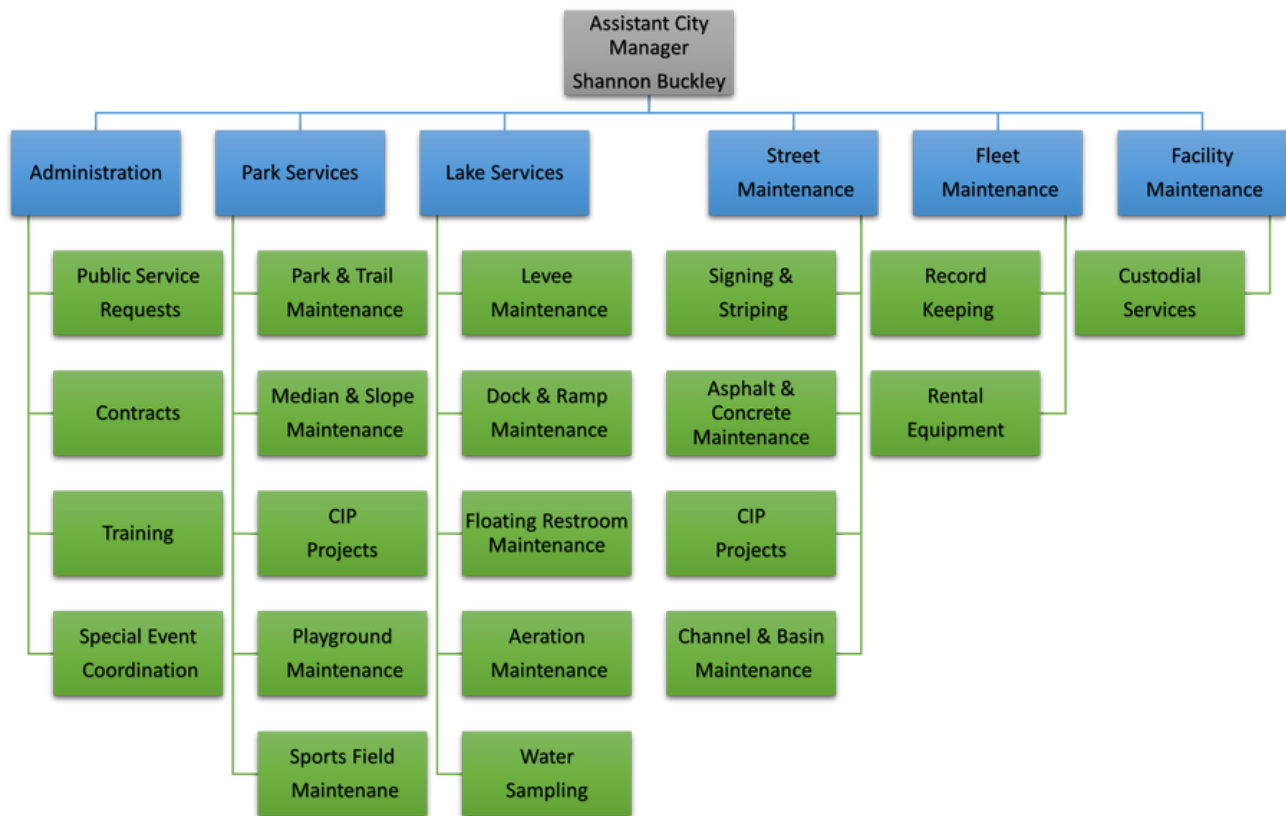 Assistant City
Manager
Shannon Buckley
Administration
Park Services
Lake Services
Street
Maintenance
Fleet
Maintenance
Facility
Maintenance
Public Service
Requests
Contracts
Training
Special Event
Coordination
Park & Trail
Maintenance
Median & Slope
Maintenance
CIP
Projects
Playground
Maintenance
Sports Field
Maintenane
Levee
Maintenance
Dock & Ramp
Maintenance
Floating Restroom
Maintenance
Aeration
Maintenance
Water
Sampling
Signing &
Striping
Asphalt &
Concrete
Maintenance
CIP
Projects
Channel & Basin
Maintenance
Record
Keeping
Rental
Equipment
Custodial
Services